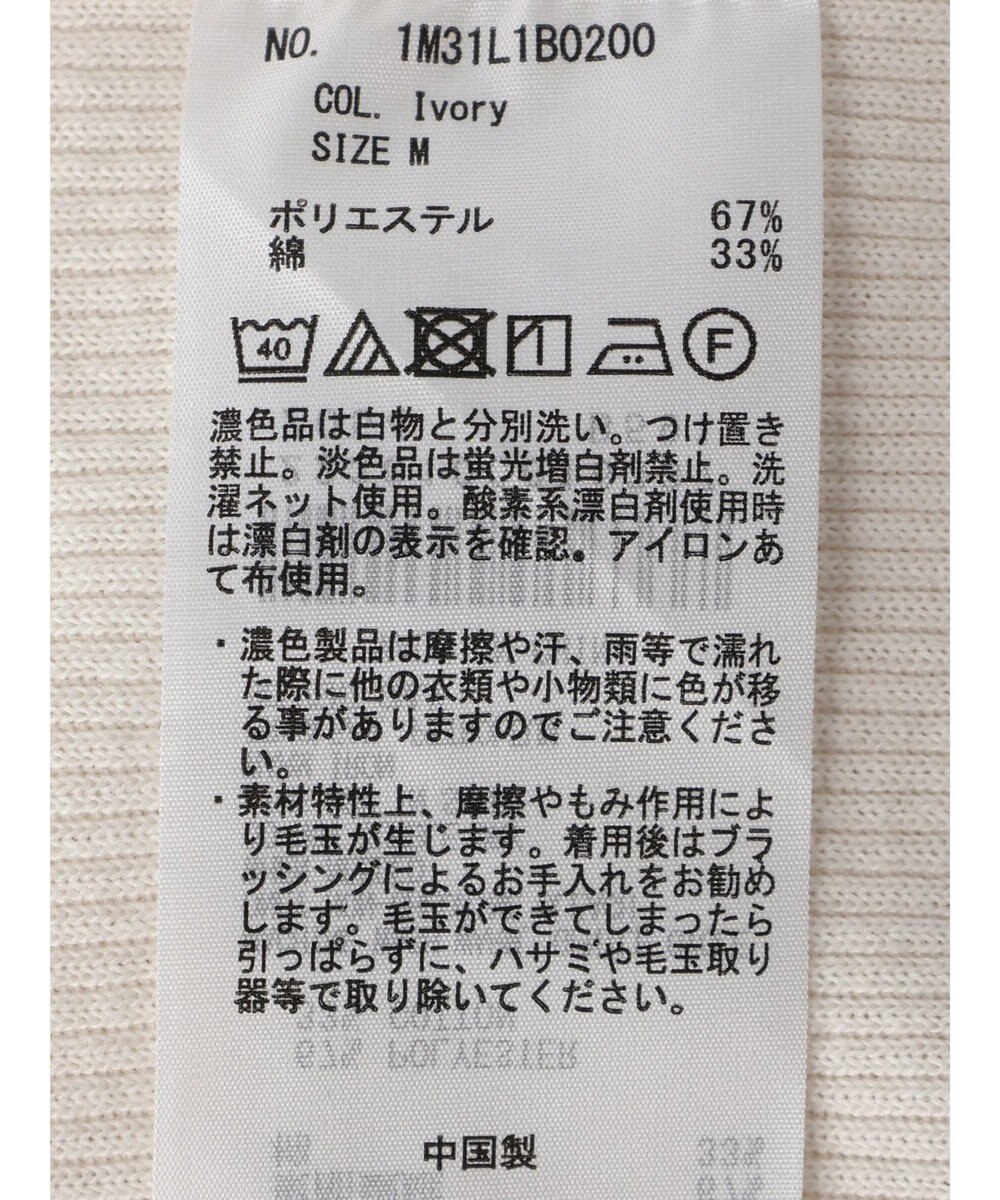 NO. 1M31L1B0200
COL. Ivory
SIZE M
ポリエステル 67%
綿 33%
40 F
濃色品は白物と分別洗い。つけ置き
禁止。淡色品は蛍光増白剤禁止。洗
濯ネット使用。酸素系漂白剤使用時
は漂白剤の表示を確認。アイロンあ
て布使用。
・濃色製品は摩擦や汗、雨等で濡れ
た際に他の衣類や小物類に色が移
る事がありますのでご注意くださ
い。
・素材特性上、摩擦やもみ作用によ
り毛玉が生じます。着用後はブラ
ッシングによるお手入れをお勧め
します。毛玉ができてしまったら
引っぱらずに、ハサミや毛玉取り
器等で取り除いてください。
67% POLYESTER
中国製